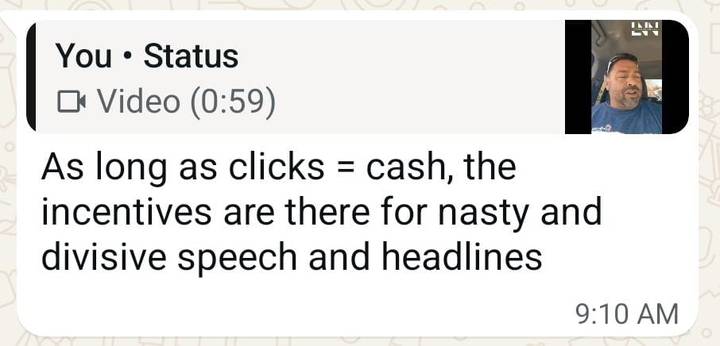 You • Status
Video (0:59)
As long as clicks = cash, the
incentives are there for nasty and
divisive speech and headlines
9:10 AM